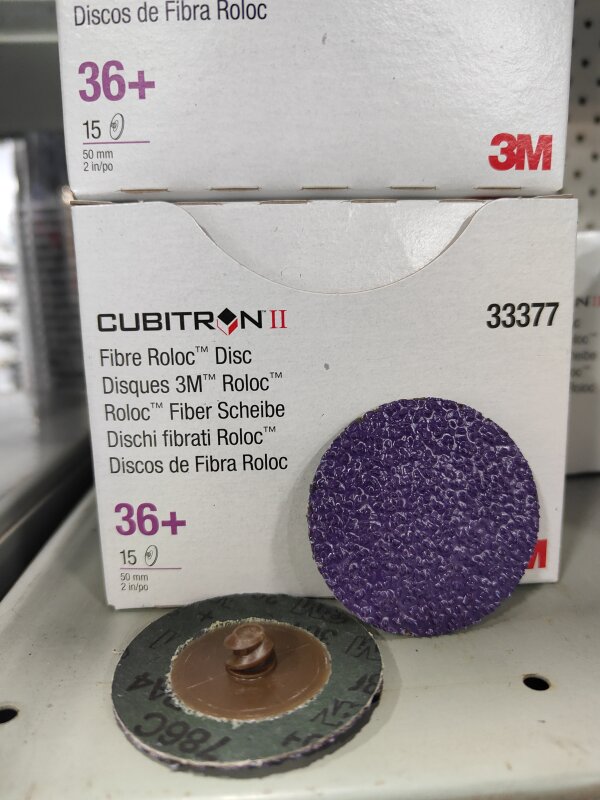 Discos de Fibra Roloc
36+
15
50 mm
2 in/po
3M
CUBITRON™ II
33377
Fibre Roloc™ Disc
Disques 3M™ Roloc™
Roloc™ Fiber Scheibe
Dischi fibrati Roloc™
Discos de Fibra Roloc
36+
15
50 mm
2 in/po
786C